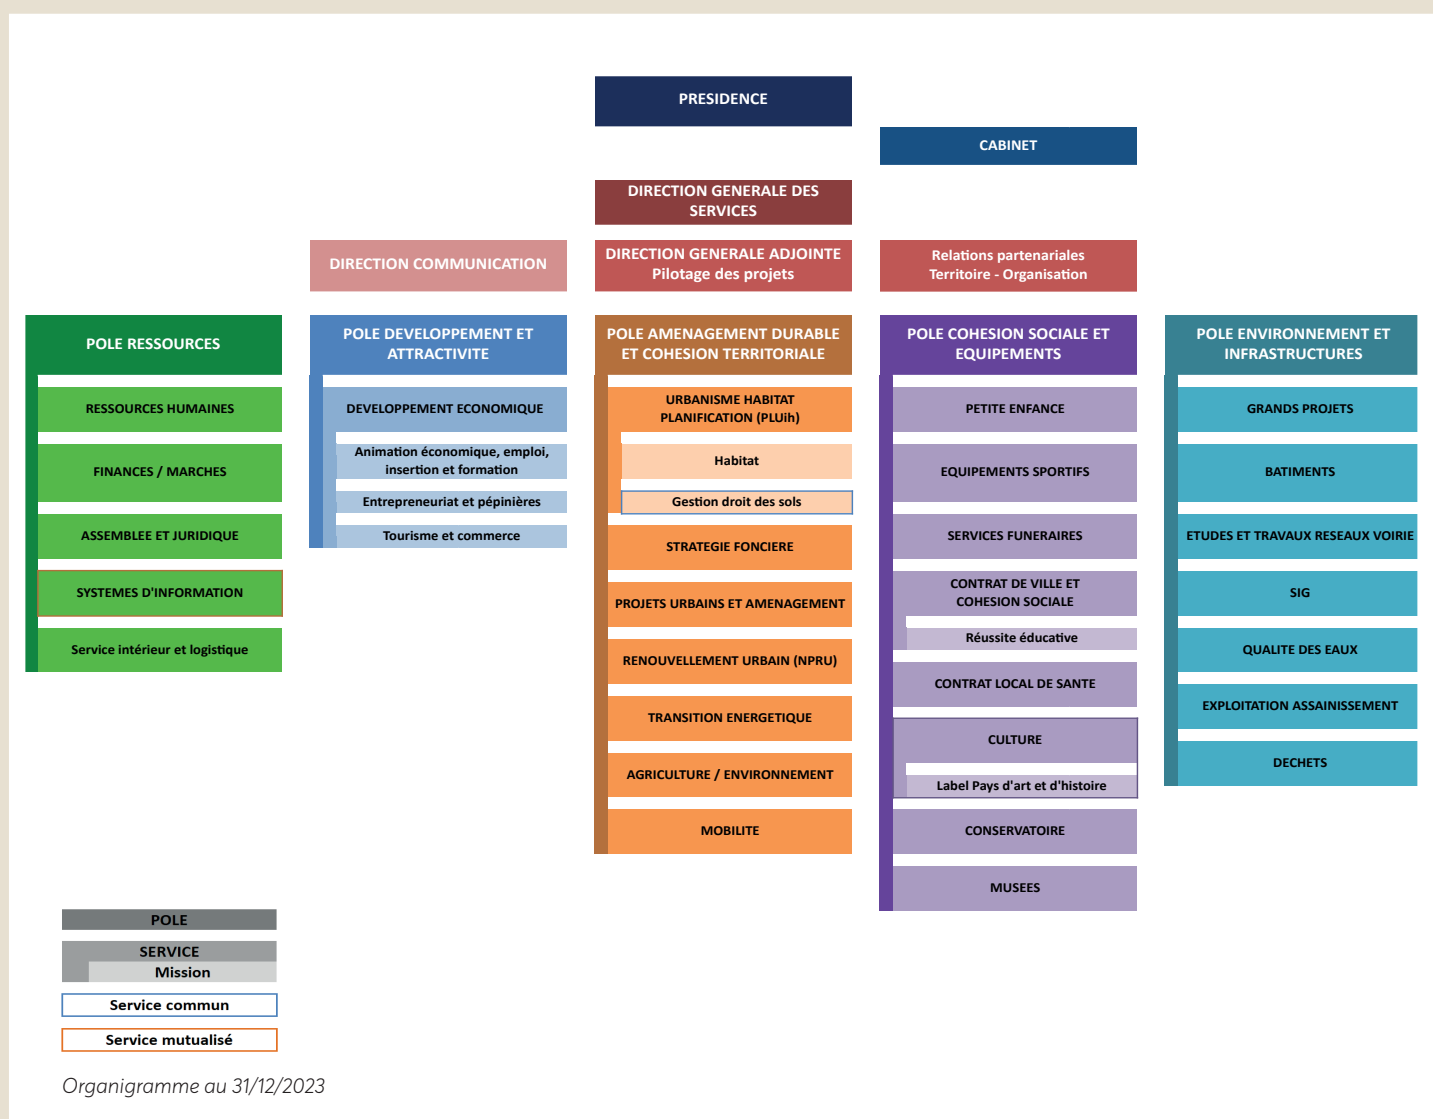 PRESIDENCE
CABINET
DIRECTION GENERALE DES
SERVICES
DIRECTION COMMUNICATION
DIRECTION GENERALE ADJOINTE
Pilotage des projets
Relations partenariales
Territoire - Organisation
POLE RESSOURCES
RESSOURCES HUMAINES
FINANCES / MARCHES
ASSEMBLEE ET JURIDIQUE
SYSTEMES D'INFORMATION
Service intérieur et logistique
POLE DEVELOPPEMENT ET
ATTRACTIVITE
DEVELOPPEMENT ECONOMIQUE
Animation économique, emploi,
insertion et formation
Entrepreneuriat et pépinières
Tourisme et commerce
POLE AMENAGEMENT DURABLE
ET COHESION TERRITORIALE
URBANISME HABITAT
PLANIFICATION (PLUih)
Habitat
Gestion droit des sols
STRATEGIE FONCIERE
PROJETS URBAINS ET AMENAGEMENT
RENOUVELLEMENT URBAIN (NPRU)
TRANSITION ENERGETIQUE
AGRICULTURE / ENVIRONNEMENT
MOBILITE
POLE COHESION SOCIALE ET
EQUIPEMENTS
PETITE ENFANCE
EQUIPEMENTS SPORTIFS
SERVICES FUNERAIRES
CONTRAT DE VILLE ET
COHESION SOCIALE
Réussite éducative
CONTRAT LOCAL DE SANTE
CULTURE
Label Pays d'art et d'histoire
CONSERVATOIRE
MUSEES
POLE ENVIRONNEMENT ET
INFRASTRUCTURES
GRANDS PROJETS
BATIMENTS
ETUDES ET TRAVAUX RESEAUX VOIRIE
SIG
QUALITE DES EAUX
EXPLOITATION ASSAINISSEMENT
DECHETS
POLE
SERVICE
Mission
Service commun
Service mutualisé
Organigramme au 31/12/2023